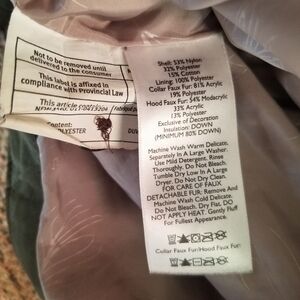 Not to be removed until
delivered to the consumer
This label is affixed in
compliance with Provincial Law
This article
Content:
Shell: 53% Nylon
32% Polyester
15% Cotton
Lining: 100% Polyester
Collar Faux Fur: 81% Acrylic
19% Polyester
Hood Faux Fur: 54% Modacrylic
33% Acrylic
13% Polyester
Exclusive of Decoration
Insulation: DOWN
(MINIMUM 80% DOWN)
Machine Wash Warm Delicate.
Separately In A Large Washer.
Use Mild Detergent. Rinse
Thoroughly. Do Not Bleach.
Tumble Dry Low In A Large
Dryer. Do Not Dry Clean.
FOR CARE OF FAUX
DETACHABLE FUR: Remove And
Machine Wash Cold Delicate.
Do Not Bleach. Dry Flat. DO
NOT APPLY HEAT. Gently Fluff
For Fullest Appearance.
Collar Faux Fur/Hood Faux Fur: